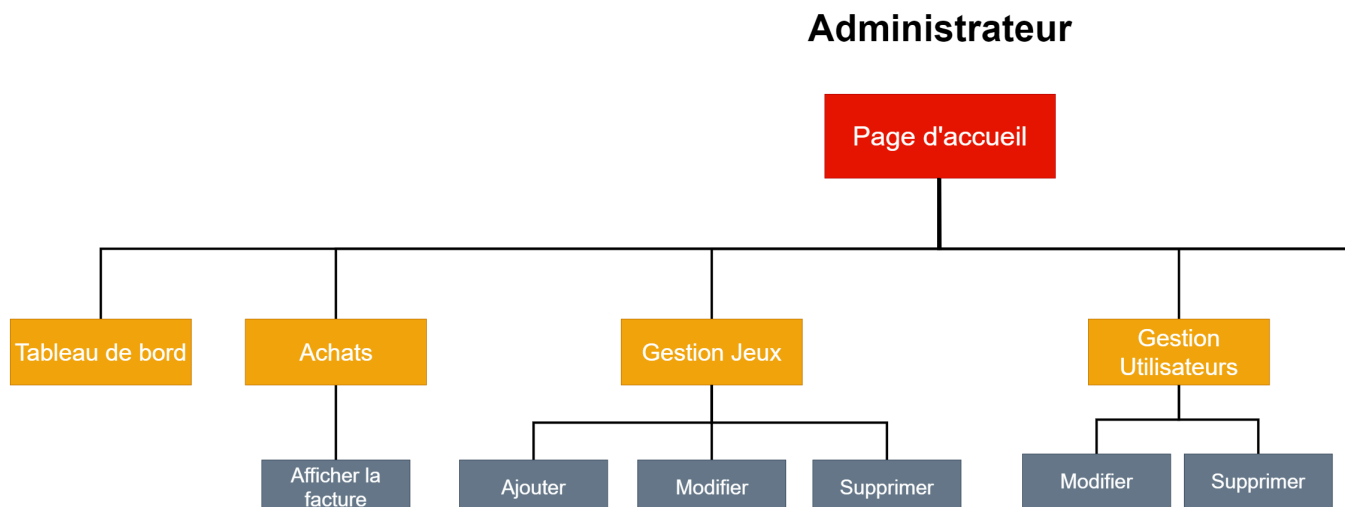 Administrateur
Page d'accueil
Tableau de bord
Achats
Gestion Jeux
Gestion
Utilisateurs
Afficher la
facture
Ajouter
Modifier
Supprimer
Modifier
Supprimer